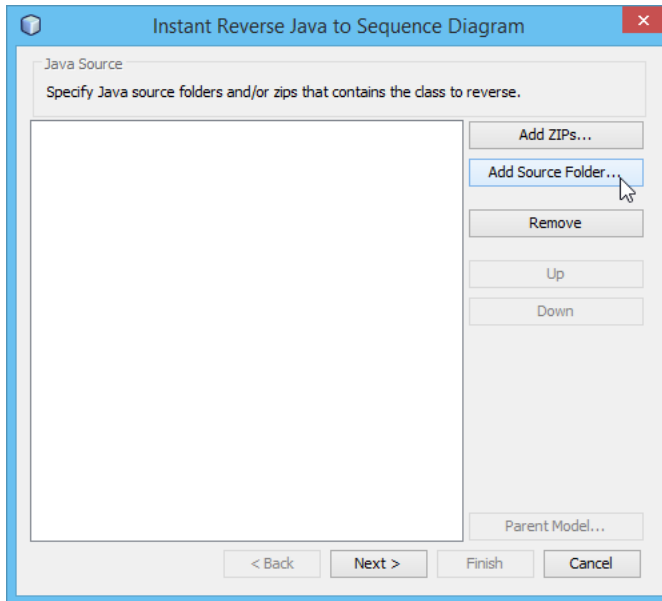 Instant Reverse Java to Sequence Diagram
Java Source
Specify Java source folders and/or zips that contains the class to reverse.
Add ZIPs...
Add Source Folder...
Remove
Up
Down
Parent Model...
< Back Next > Finish Cancel